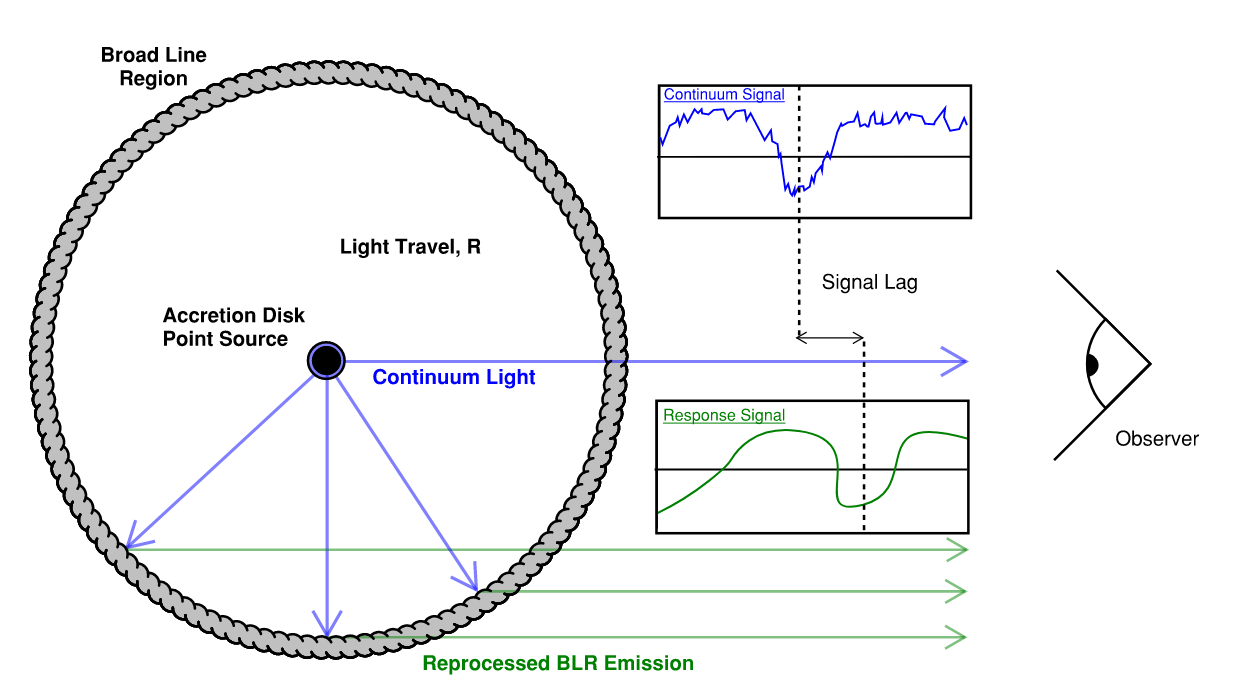 Broad Line
Region
Continuum Signal
Light Travel, R
Signal Lag
Accretion Disk
Point Source
Continuum Light
Response Signal
Observer
Reprocessed BLR Emission